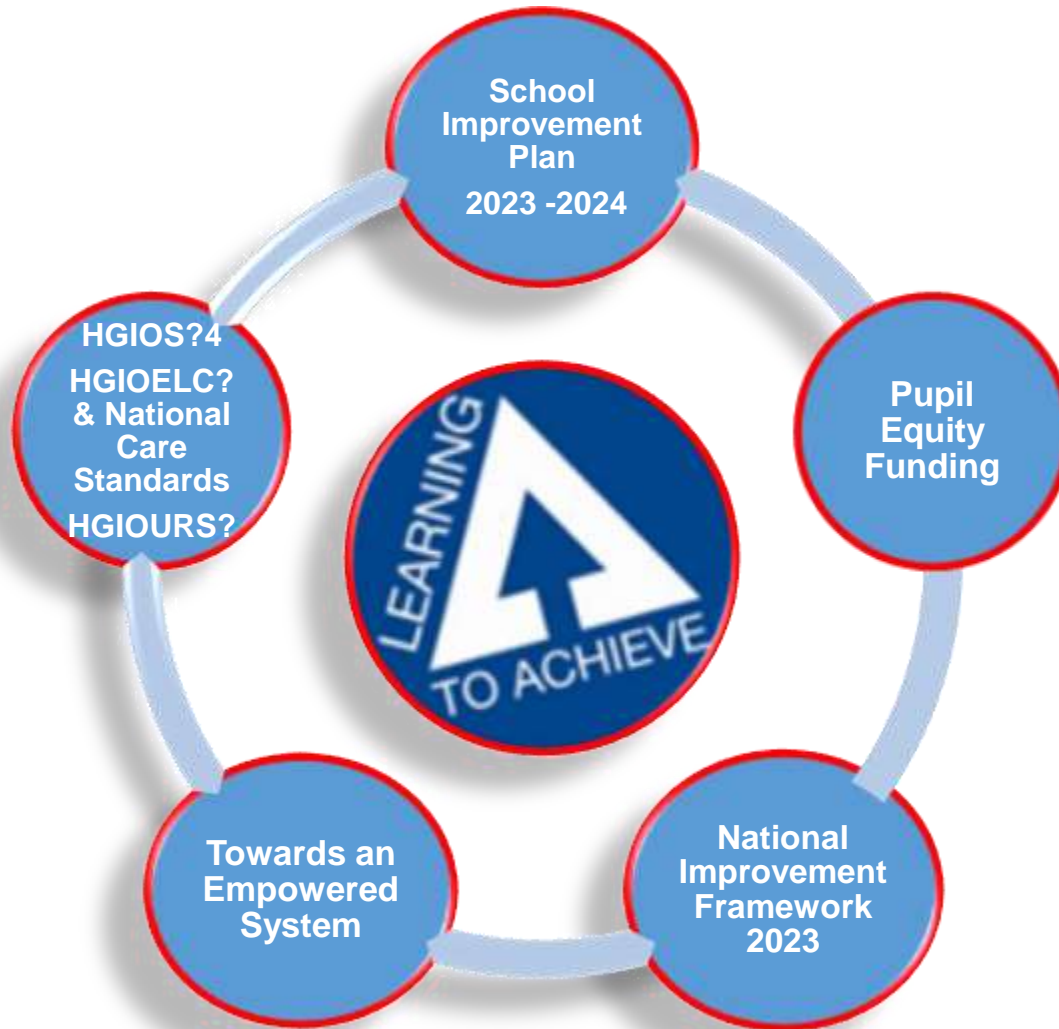 School
Improvement
Plan
2023 -2024
Pupil
Equity
Funding
National
Improvement
Framework
2023
Towards an
Empowered
System
HGIOS?4
HGIOELC?
& National
Care
Standards
HGIOURS?
LEARNING
TO ACHIEVE